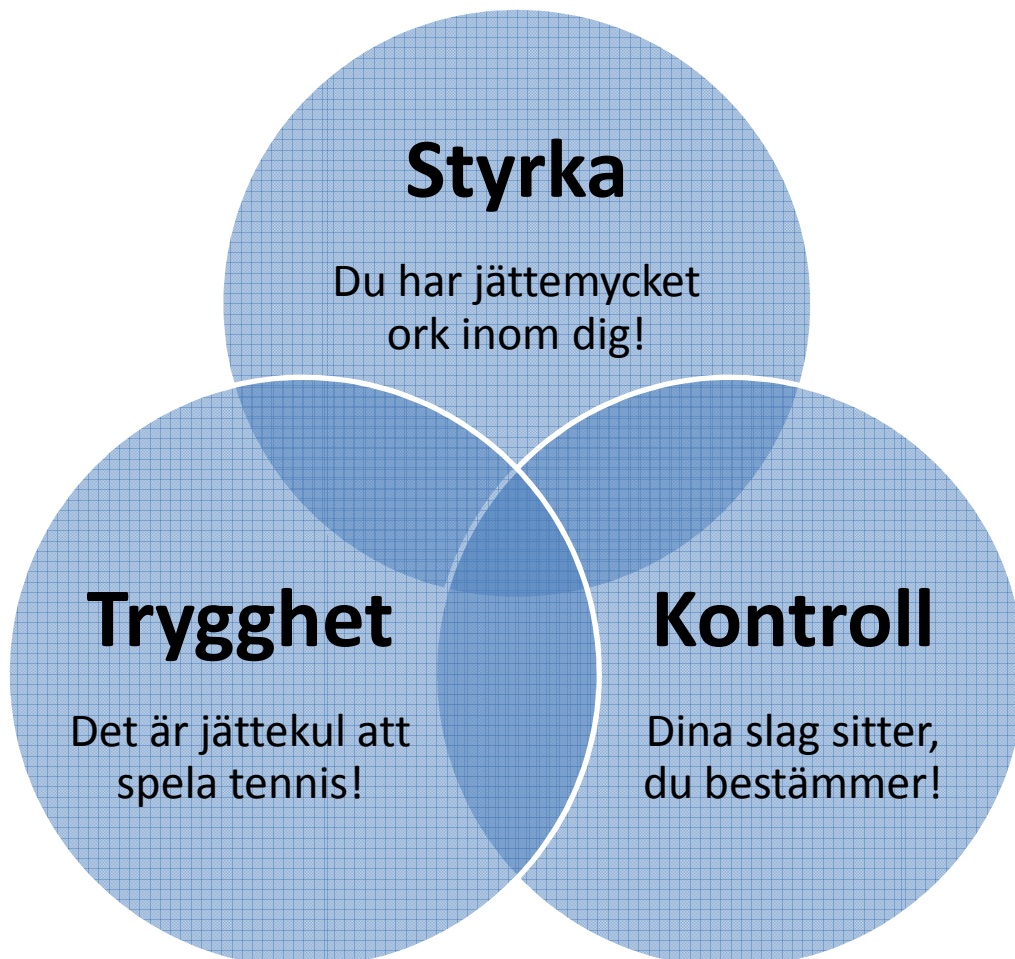 Styrka
Du har jättemycket
ork inom dig!
Trygghet
Det är jättekul att
spela tennis!
Kontroll
Dina slag sitter,
du bestämmer!